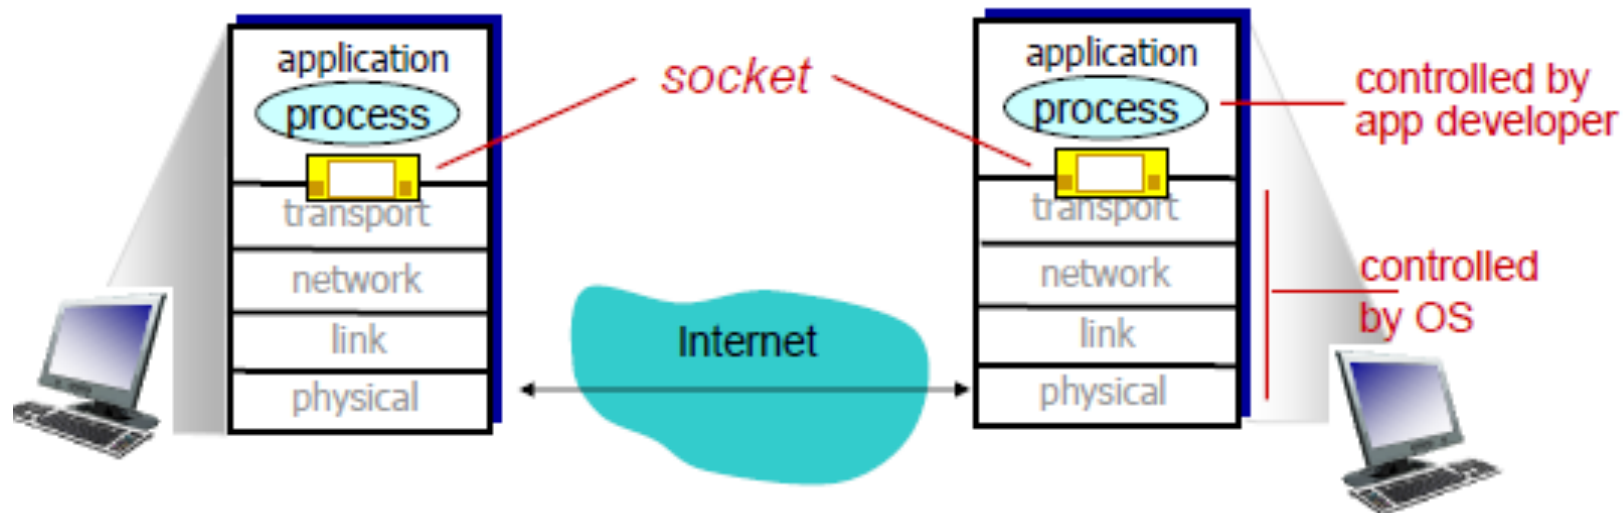 application
process
transport
network
link
physical
socket
Internet
application
process
transport
network
link
physical
controlled by
app developer
controlled
by OS